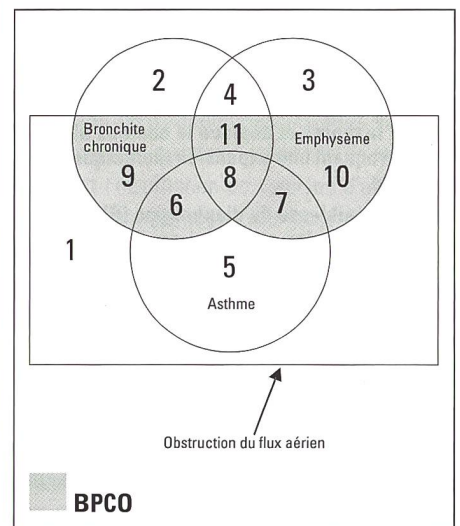 2
4
3
Bronchite
chronique
11
Emphysème
9
8
10
6
7
1
5
Asthme
Obstruction du flux aérien
BPCO